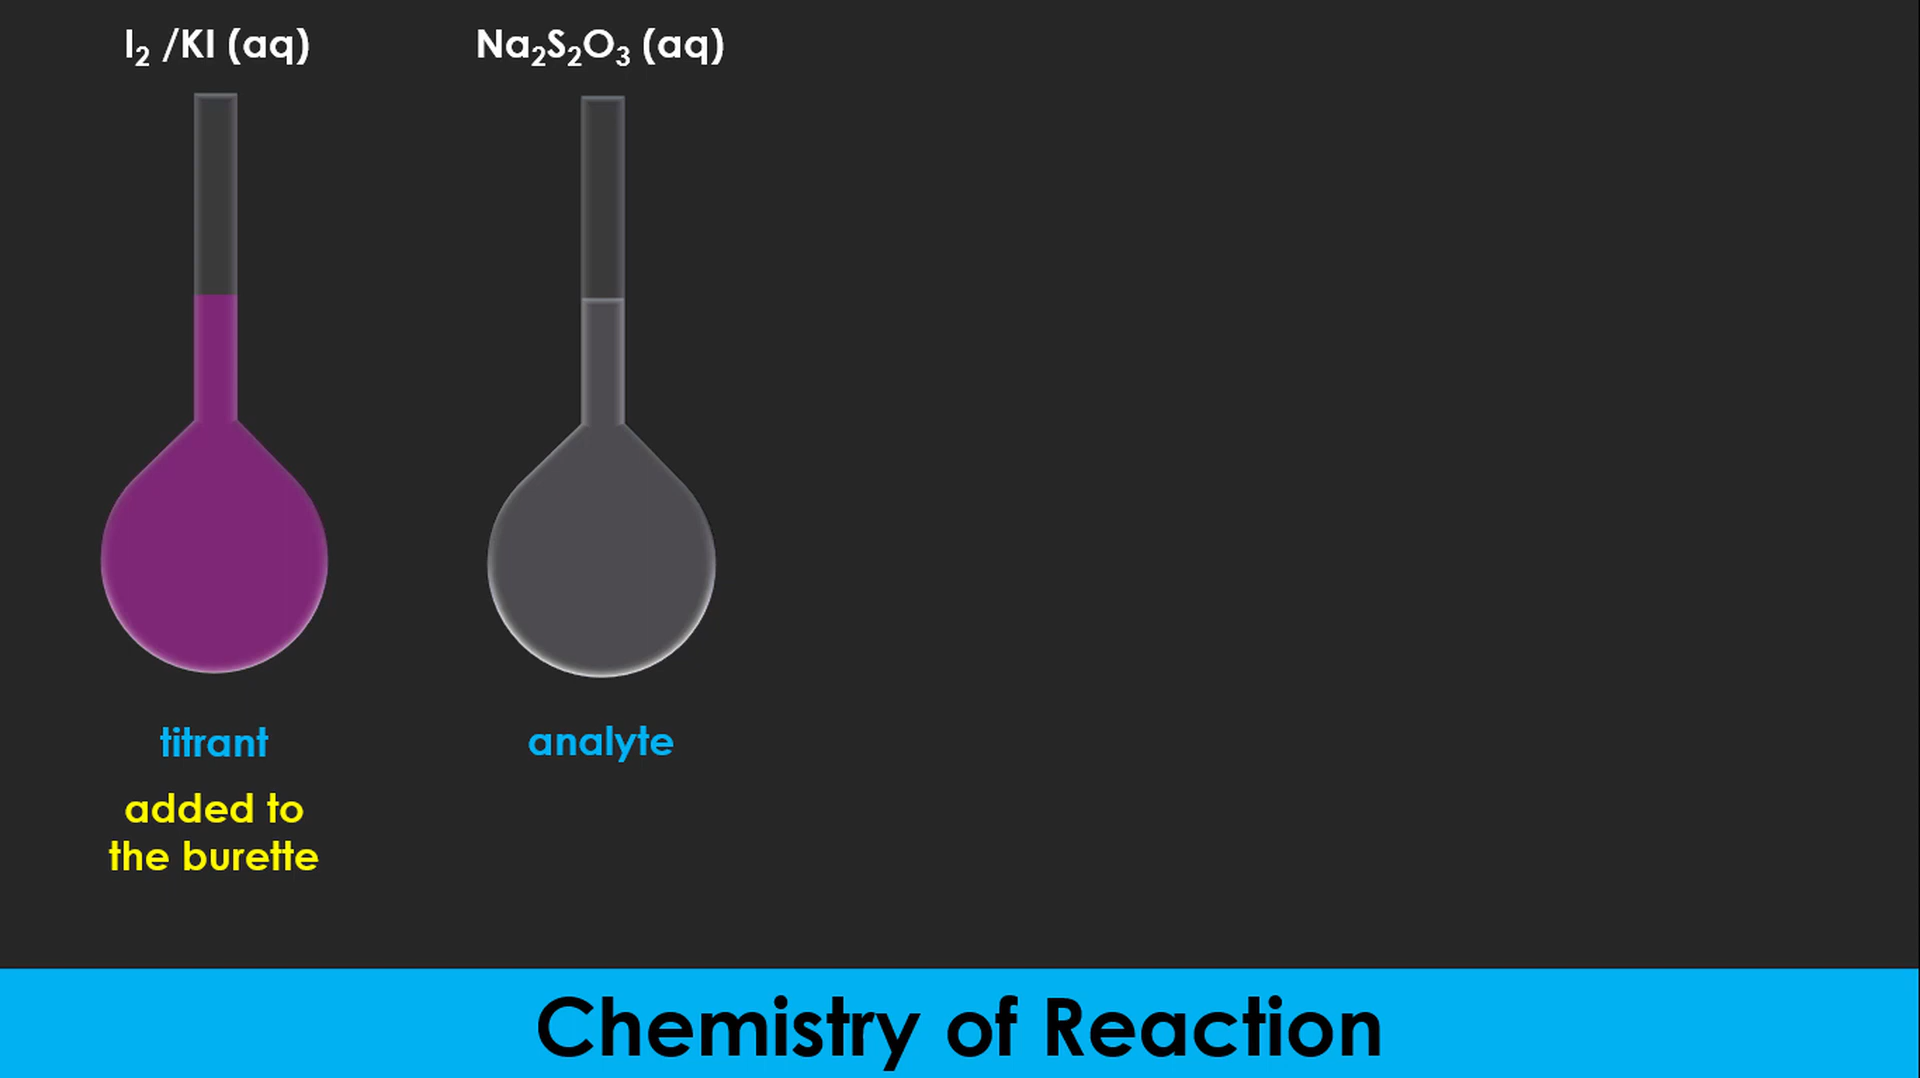 I₂ /KI (aq)
Na₂S₂O₃ (aq)
titrant
analyte
added to
the burette
Chemistry of Reaction